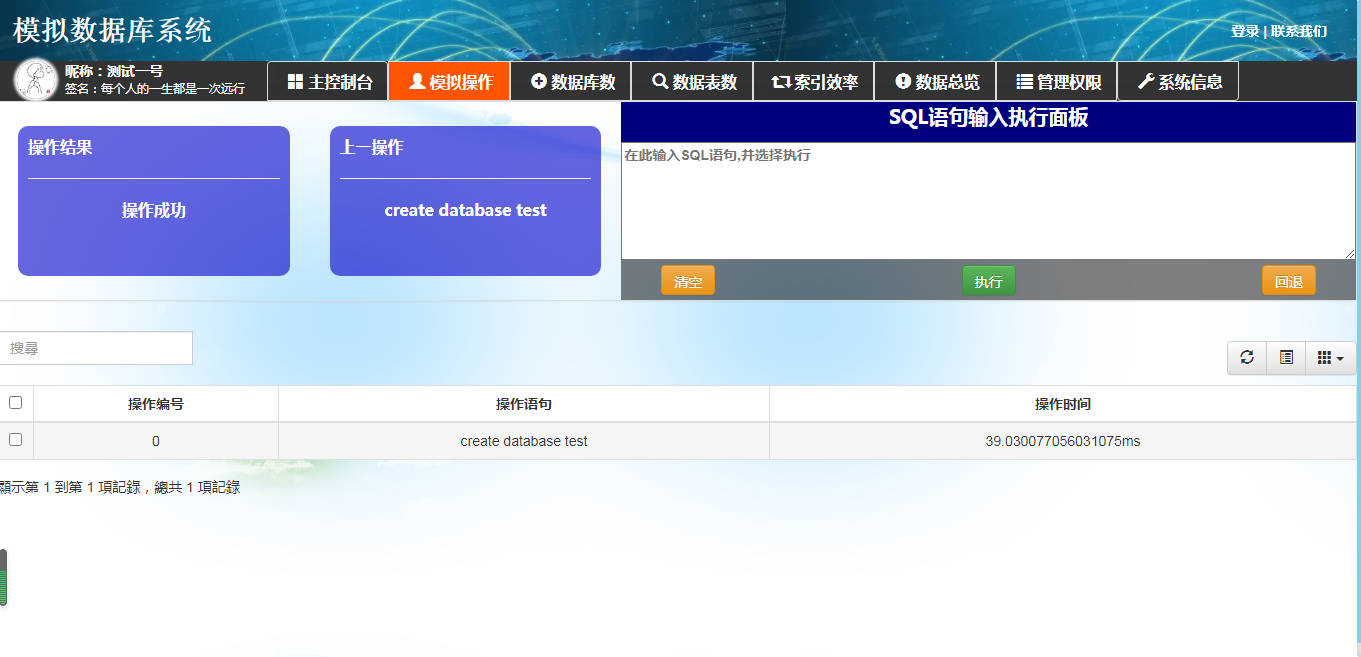 模拟数据库系统
登录 | 联系我们
昵称：测试一号
签名：每个人的一生都是一次远行
主控制台
模拟操作
数据库数
数据表数
索引效率
数据总览
管理权限
系统信息
操作结果
操作成功
上一操作
create database test
SQL语句输入执行面板
在此输入SQL语句,并选择执行
清空
执行
回退
搜尋
操作编号 操作语句 操作时间
0 create database test 39.030077056031075ms
顯示第 1 到第 1 項記錄，總共 1 項記錄